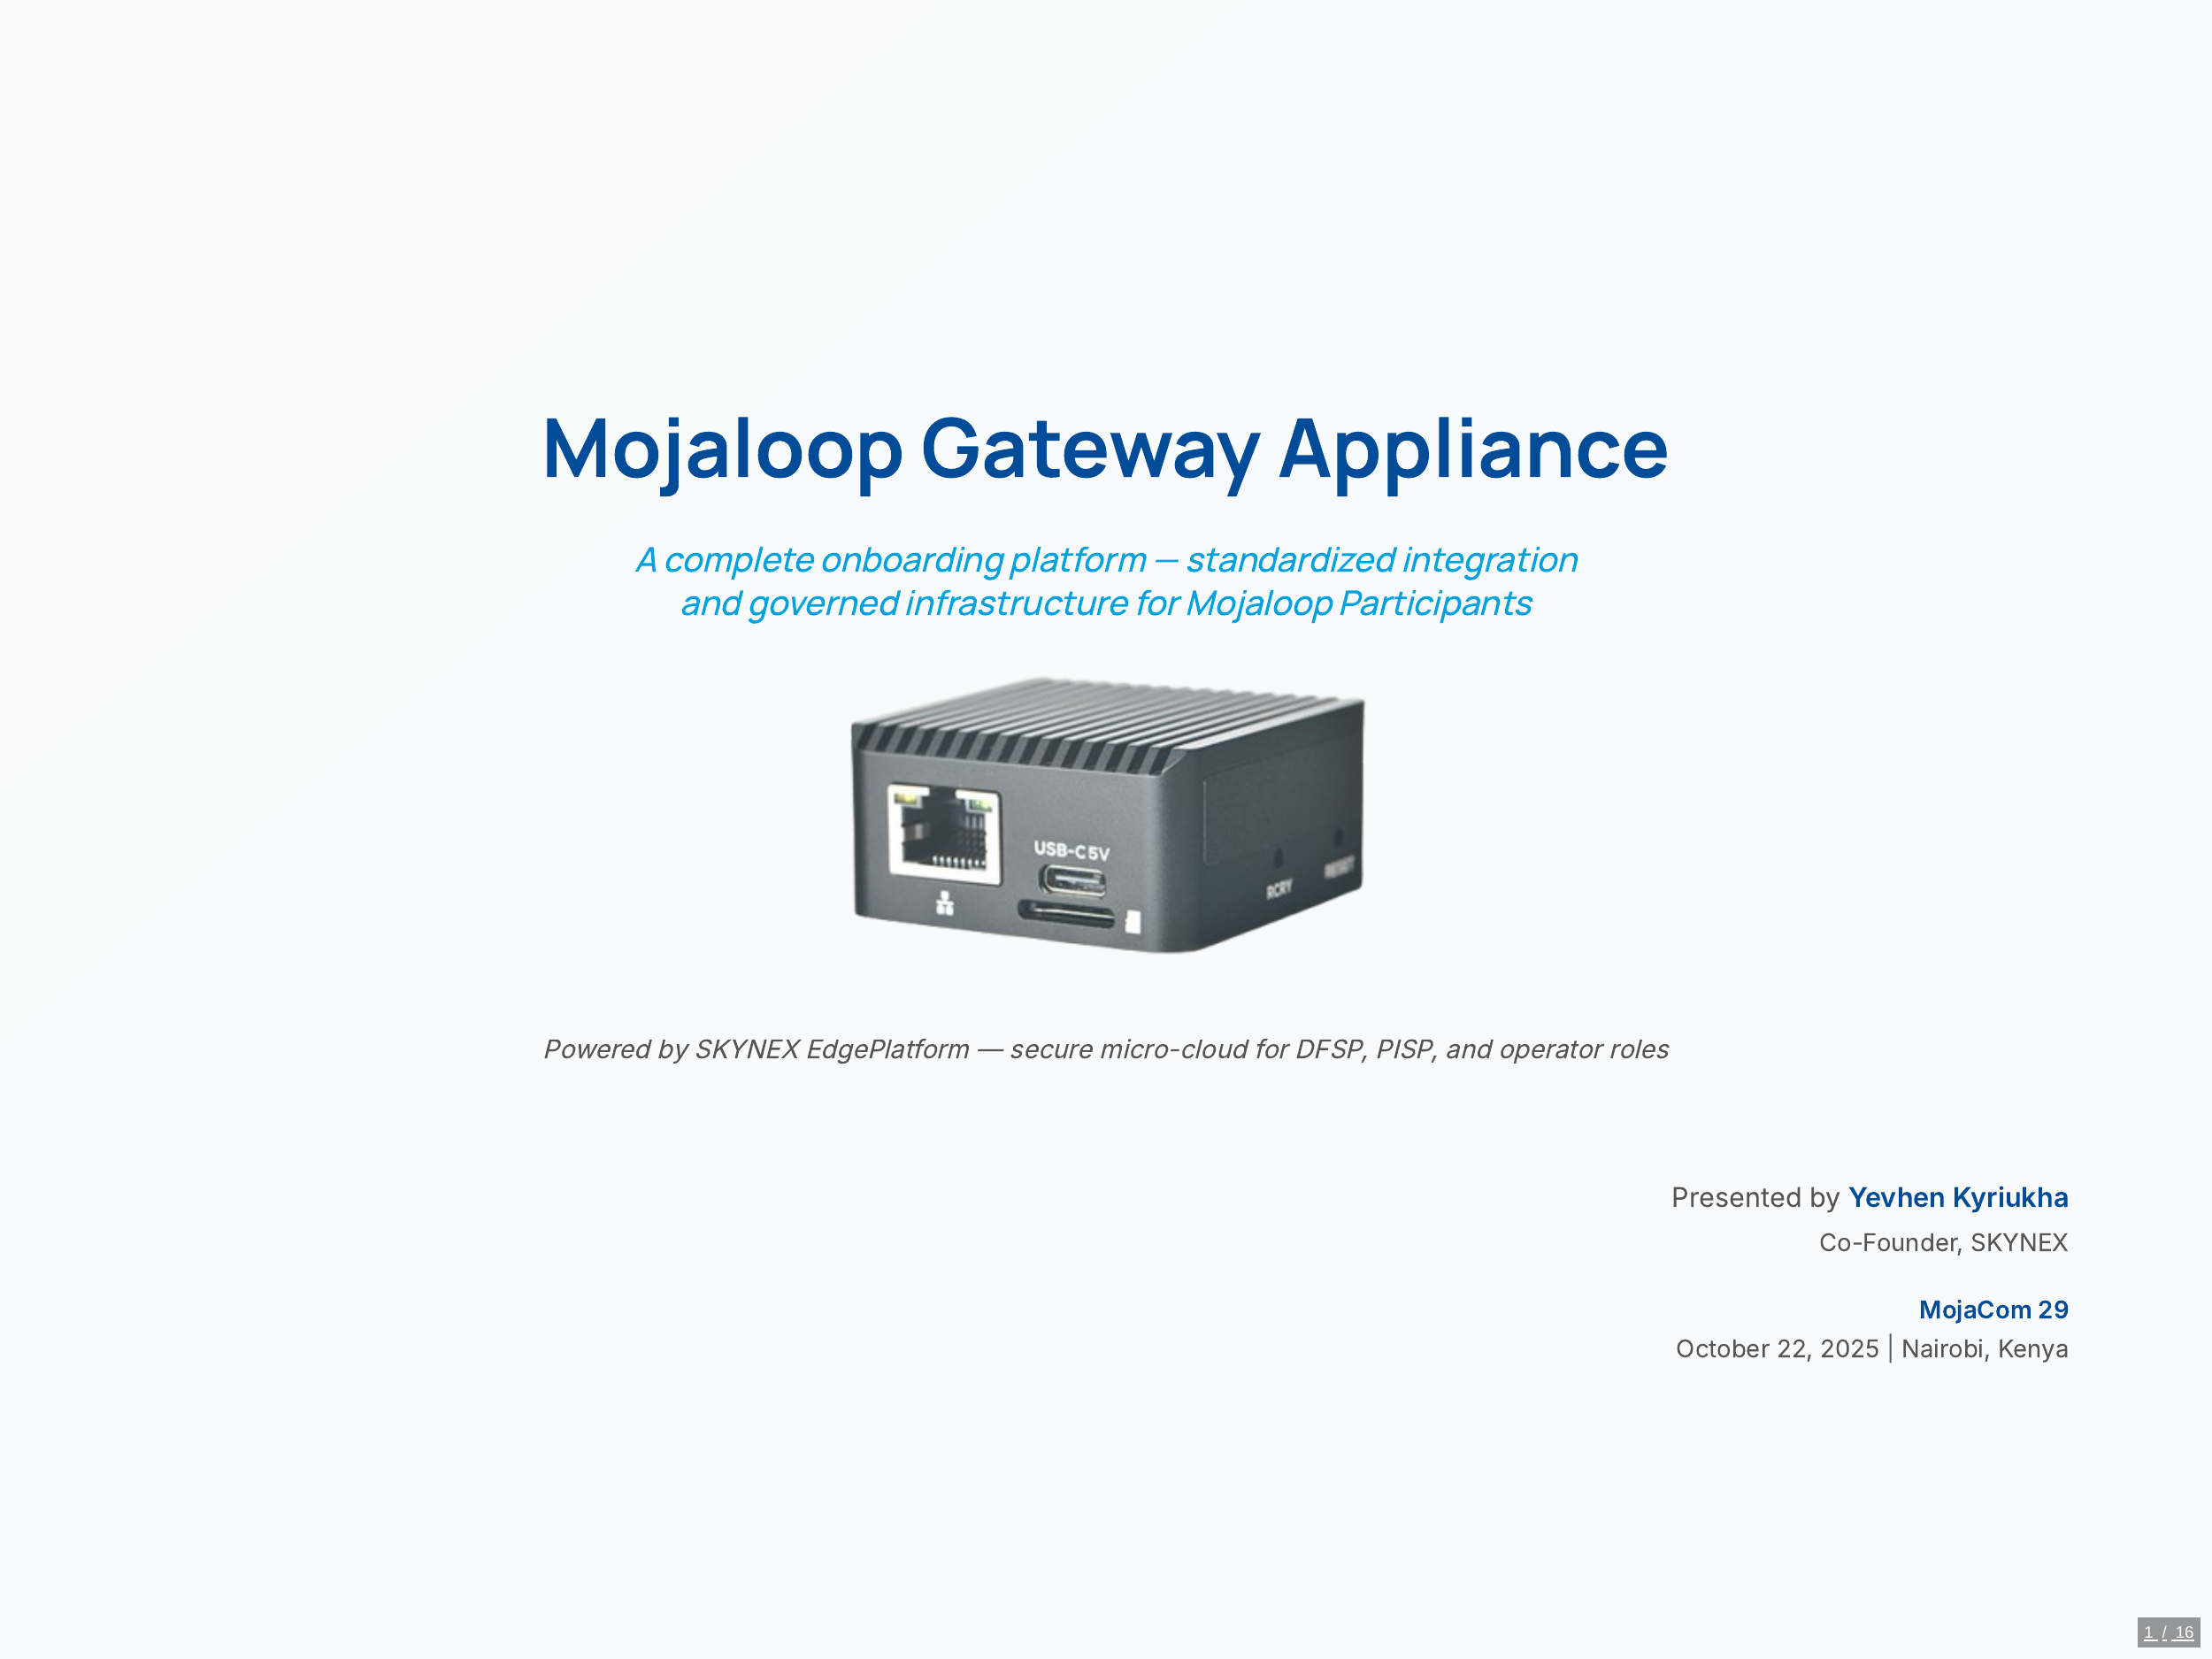 Mojaloop Gateway Appliance
A complete onboarding platform — standardized integration
and governed infrastructure for Mojaloop Participants
USB-C 5V
RCRY
Powered by SKYNEX EdgePlatform — secure micro-cloud for DFSP, PISP, and operator roles
Presented by Yevhen Kyriukha
Co-Founder, SKYNEX
MojaCom 29
October 22, 2025 | Nairobi, Kenya
1 / 16